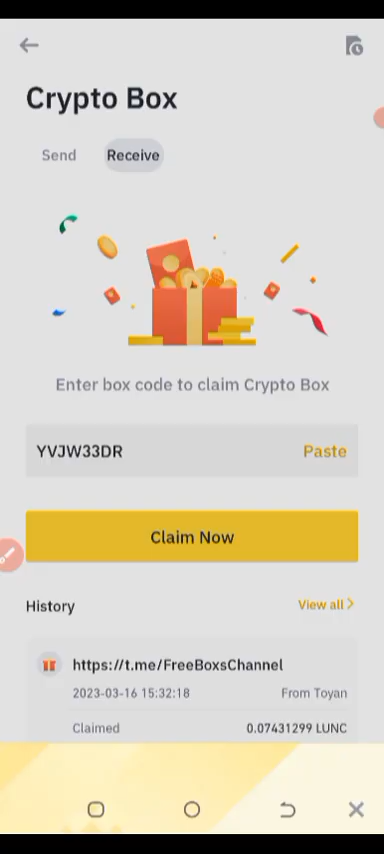 Crypto Box
Send Receive
Enter box code to claim Crypto Box
YVJW33DR Paste
Claim Now
History View all
https://t.me/FreeBoxsChannel
2023-03-16 15:32:18 From Toyan
Claimed 0.07431299 LUNC